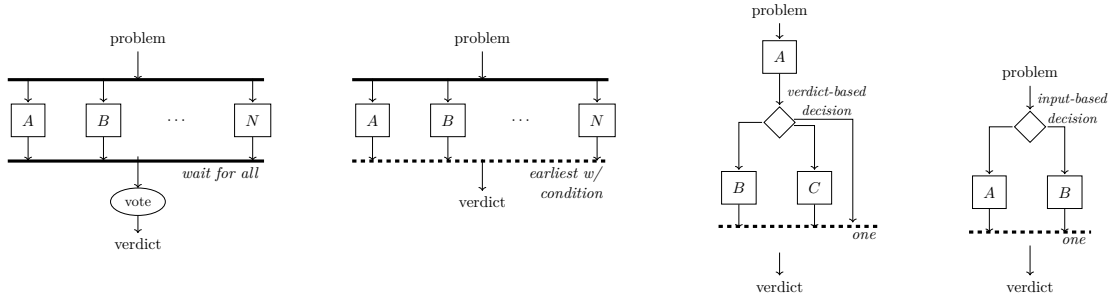 problem
A
B
...
N
wait for all
vote
verdict
problem
A
B
...
N
earliest w/
condition
verdict
problem
A
verdict-based
decision
B
C
one
verdict
problem
input-based
decision
A
B
one
verdict